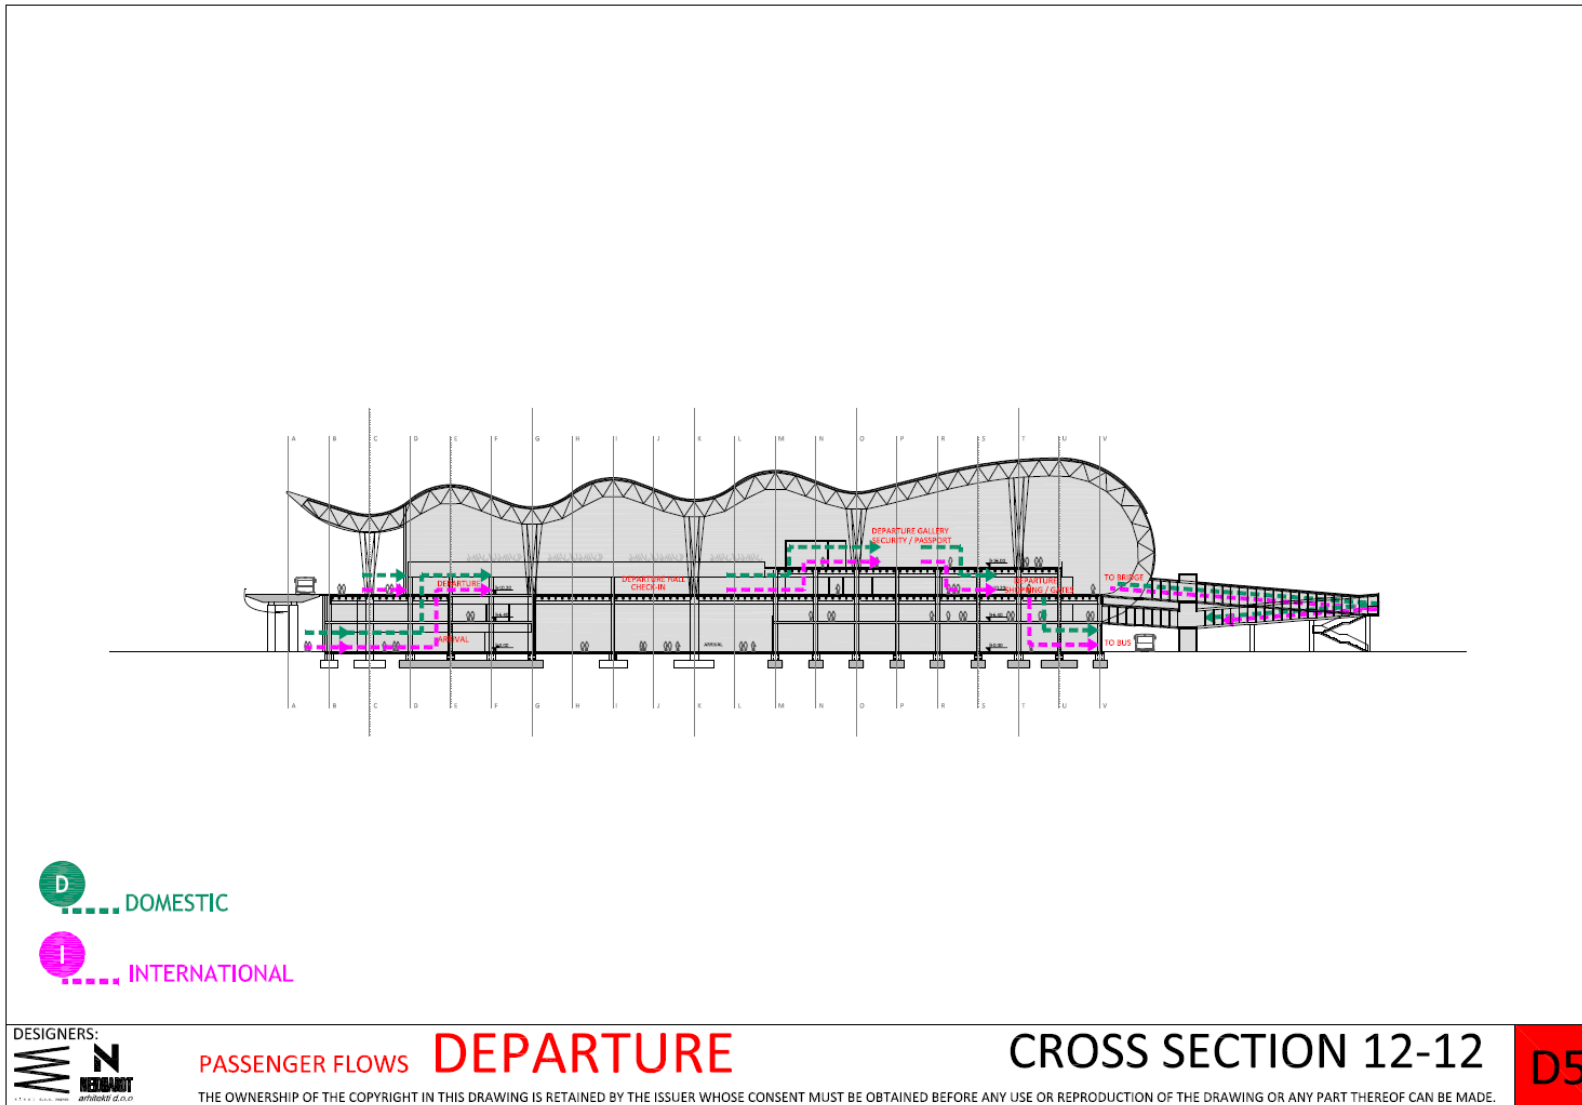 A B C D E F G H I J K L M N O P R S T U V
DEPARTURE GALLERY
SECURITY / PASSPORT
DEPARTURE
DEPARTURE HALL
CHECK-IN
DEPARTURE
SHOPPING / GATES
TO BRIDGE
ARRIVAL
ARRIVAL
TO BUS
A B C D E F G H I J K L M N O P R S T U V
D
DOMESTIC
I
INTERNATIONAL
DESIGNERS:
N
NEIDHARDT
arhitekti d.o.o
PASSENGER FLOWS DEPARTURE
CROSS SECTION 12-12
D5
THE OWNERSHIP OF THE COPYRIGHT IN THIS DRAWING IS RETAINED BY THE ISSUER WHOSE CONSENT MUST BE OBTAINED BEFORE ANY USE OR REPRODUCTION OF THE DRAWING OR ANY PART THEREOF CAN BE MADE.